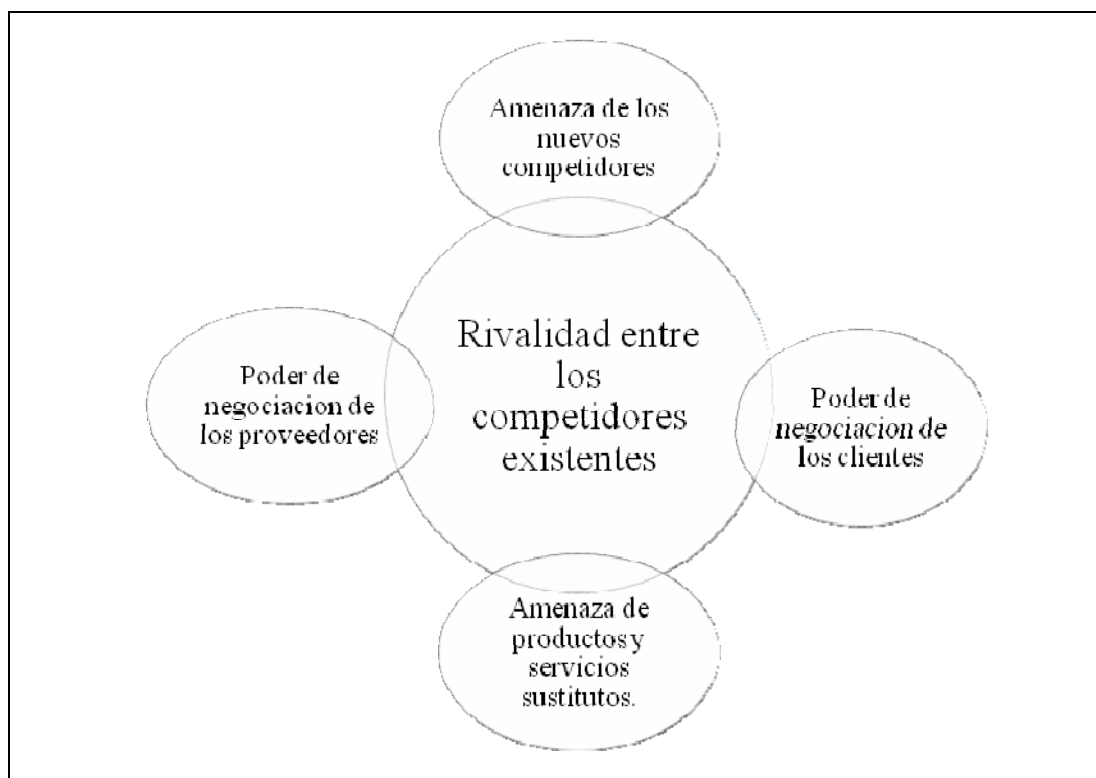 Amenaza de los
nuevos
competidores
Rivalidad entre
los
competidores
existentes
Poder de
negociacion de
los proveedores
Poder de
negociacion de
los clientes
Amenaza de
productos y
servicios
sustitutos.